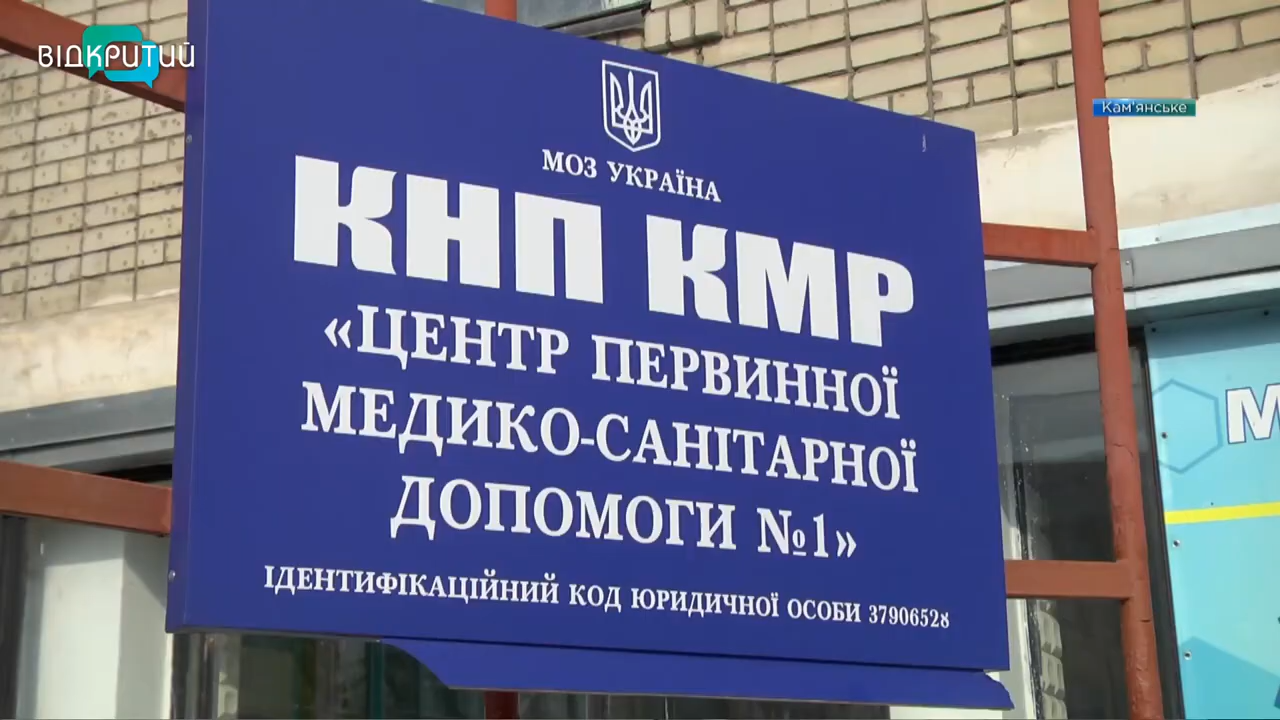 ВІДКРИТИЙ
Кам'янське
МОЗ УКРАЇНА
КНП КМР
«ЦЕНТР ПЕРВИННОЇ
МЕДИКО-САНІТАРНОЇ
ДОПОМОГИ №1»
ІДЕНТИФІКАЦІЙНИЙ КОД ЮРИДИЧНОЇ ОСОБИ 37906528
М